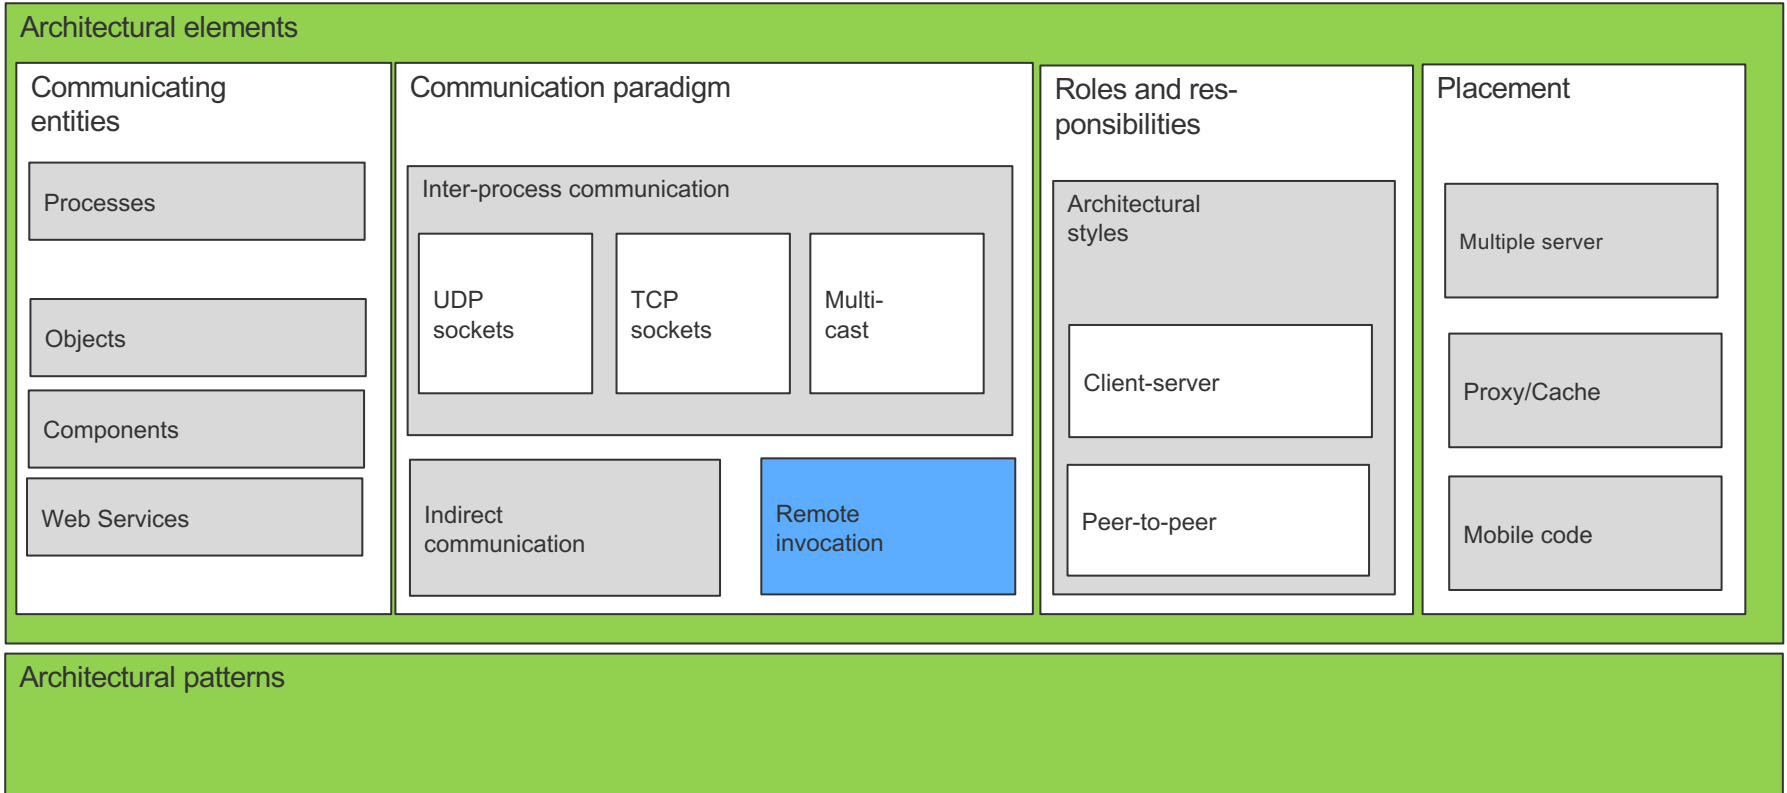 Architectural elements
Communicating
entities
Processes
Objects
Components
Web Services
Communication paradigm
Inter-process communication
UDP
sockets
TCP
sockets
Multi-
cast
Indirect
communication
Remote
invocation
Roles and res-
ponsibilities
Architectural
styles
Client-server
Peer-to-peer
Placement
Multiple server
Proxy/Cache
Mobile code
Architectural patterns